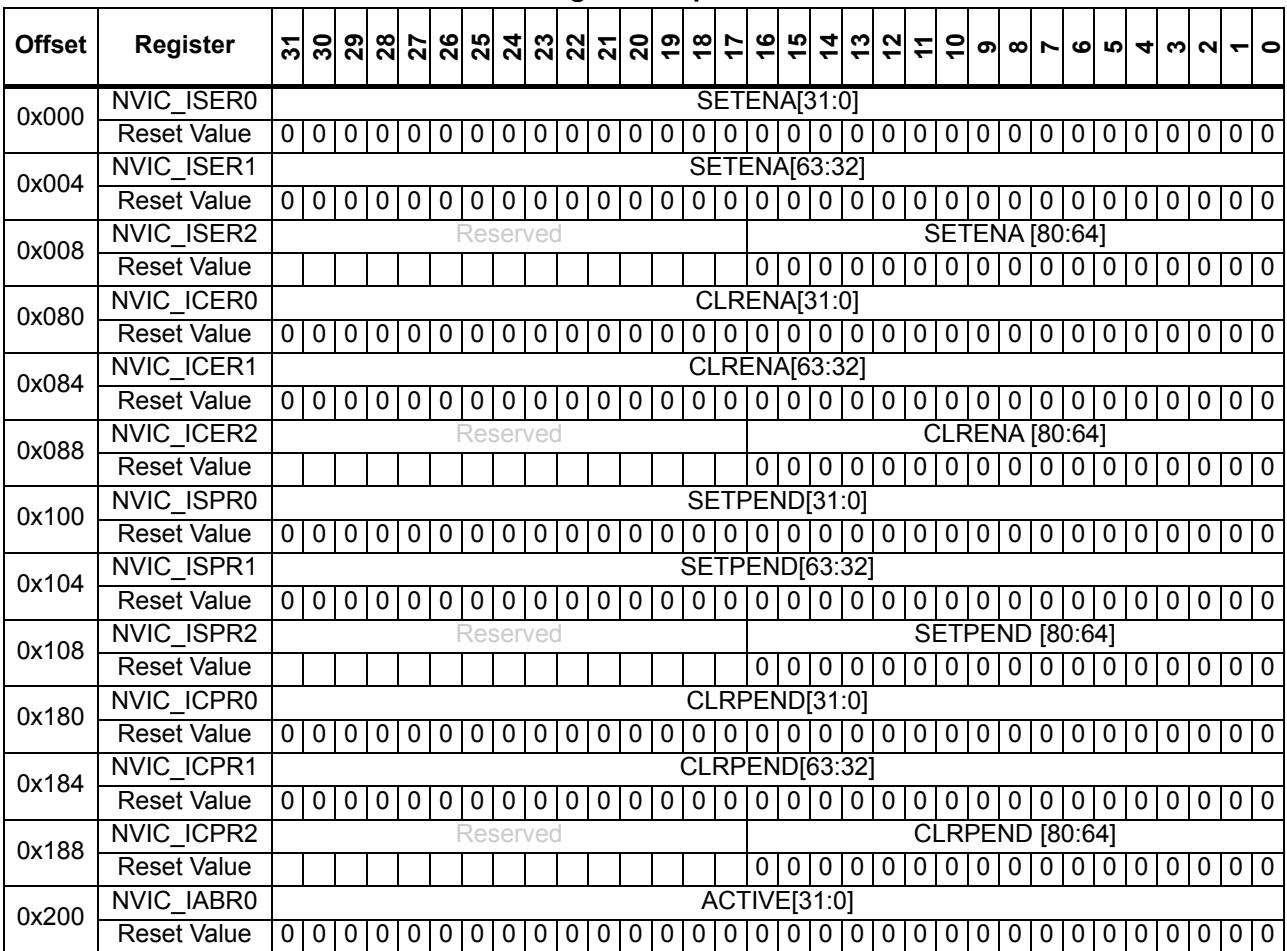 Offset Register 31 30 29 28 27 26 25 24 23 22 21 20 19 18 17 16 15 14 13 12 11 10 9 8 7 6 5 4 3 2 1 0
0x000 NVIC_ISER0 SETENA[31:0]
Reset Value 0 0 0 0 0 0 0 0 0 0 0 0 0 0 0 0 0 0 0 0 0 0 0 0 0 0 0 0 0 0 0 0
0x004 NVIC_ISER1 SETENA[63:32]
Reset Value 0 0 0 0 0 0 0 0 0 0 0 0 0 0 0 0 0 0 0 0 0 0 0 0 0 0 0 0 0 0 0 0
0x008 NVIC_ISER2 Reserved SETENA [80:64]
Reset Value 0 0 0 0 0 0 0 0 0 0 0 0 0 0 0 0 0
0x080 NVIC_ICER0 CLRENA[31:0]
Reset Value 0 0 0 0 0 0 0 0 0 0 0 0 0 0 0 0 0 0 0 0 0 0 0 0 0 0 0 0 0 0 0 0
0x084 NVIC_ICER1 CLRENA[63:32]
Reset Value 0 0 0 0 0 0 0 0 0 0 0 0 0 0 0 0 0 0 0 0 0 0 0 0 0 0 0 0 0 0 0 0
0x088 NVIC_ICER2 Reserved CLRENA [80:64]
Reset Value 0 0 0 0 0 0 0 0 0 0 0 0 0 0 0 0 0
0x100 NVIC_ISPR0 SETPEND[31:0]
Reset Value 0 0 0 0 0 0 0 0 0 0 0 0 0 0 0 0 0 0 0 0 0 0 0 0 0 0 0 0 0 0 0 0
0x104 NVIC_ISPR1 SETPEND[63:32]
Reset Value 0 0 0 0 0 0 0 0 0 0 0 0 0 0 0 0 0 0 0 0 0 0 0 0 0 0 0 0 0 0 0 0
0x108 NVIC_ISPR2 Reserved SETPEND [80:64]
Reset Value 0 0 0 0 0 0 0 0 0 0 0 0 0 0 0 0 0
0x180 NVIC_ICPR0 CLRPEND[31:0]
Reset Value 0 0 0 0 0 0 0 0 0 0 0 0 0 0 0 0 0 0 0 0 0 0 0 0 0 0 0 0 0 0 0 0
0x184 NVIC_ICPR1 CLRPEND[63:32]
Reset Value 0 0 0 0 0 0 0 0 0 0 0 0 0 0 0 0 0 0 0 0 0 0 0 0 0 0 0 0 0 0 0 0
0x188 NVIC_ICPR2 Reserved CLRPEND [80:64]
Reset Value 0 0 0 0 0 0 0 0 0 0 0 0 0 0 0 0 0
0x200 NVIC_IABR0 ACTIVE[31:0]
Reset Value 0 0 0 0 0 0 0 0 0 0 0 0 0 0 0 0 0 0 0 0 0 0 0 0 0 0 0 0 0 0 0 0